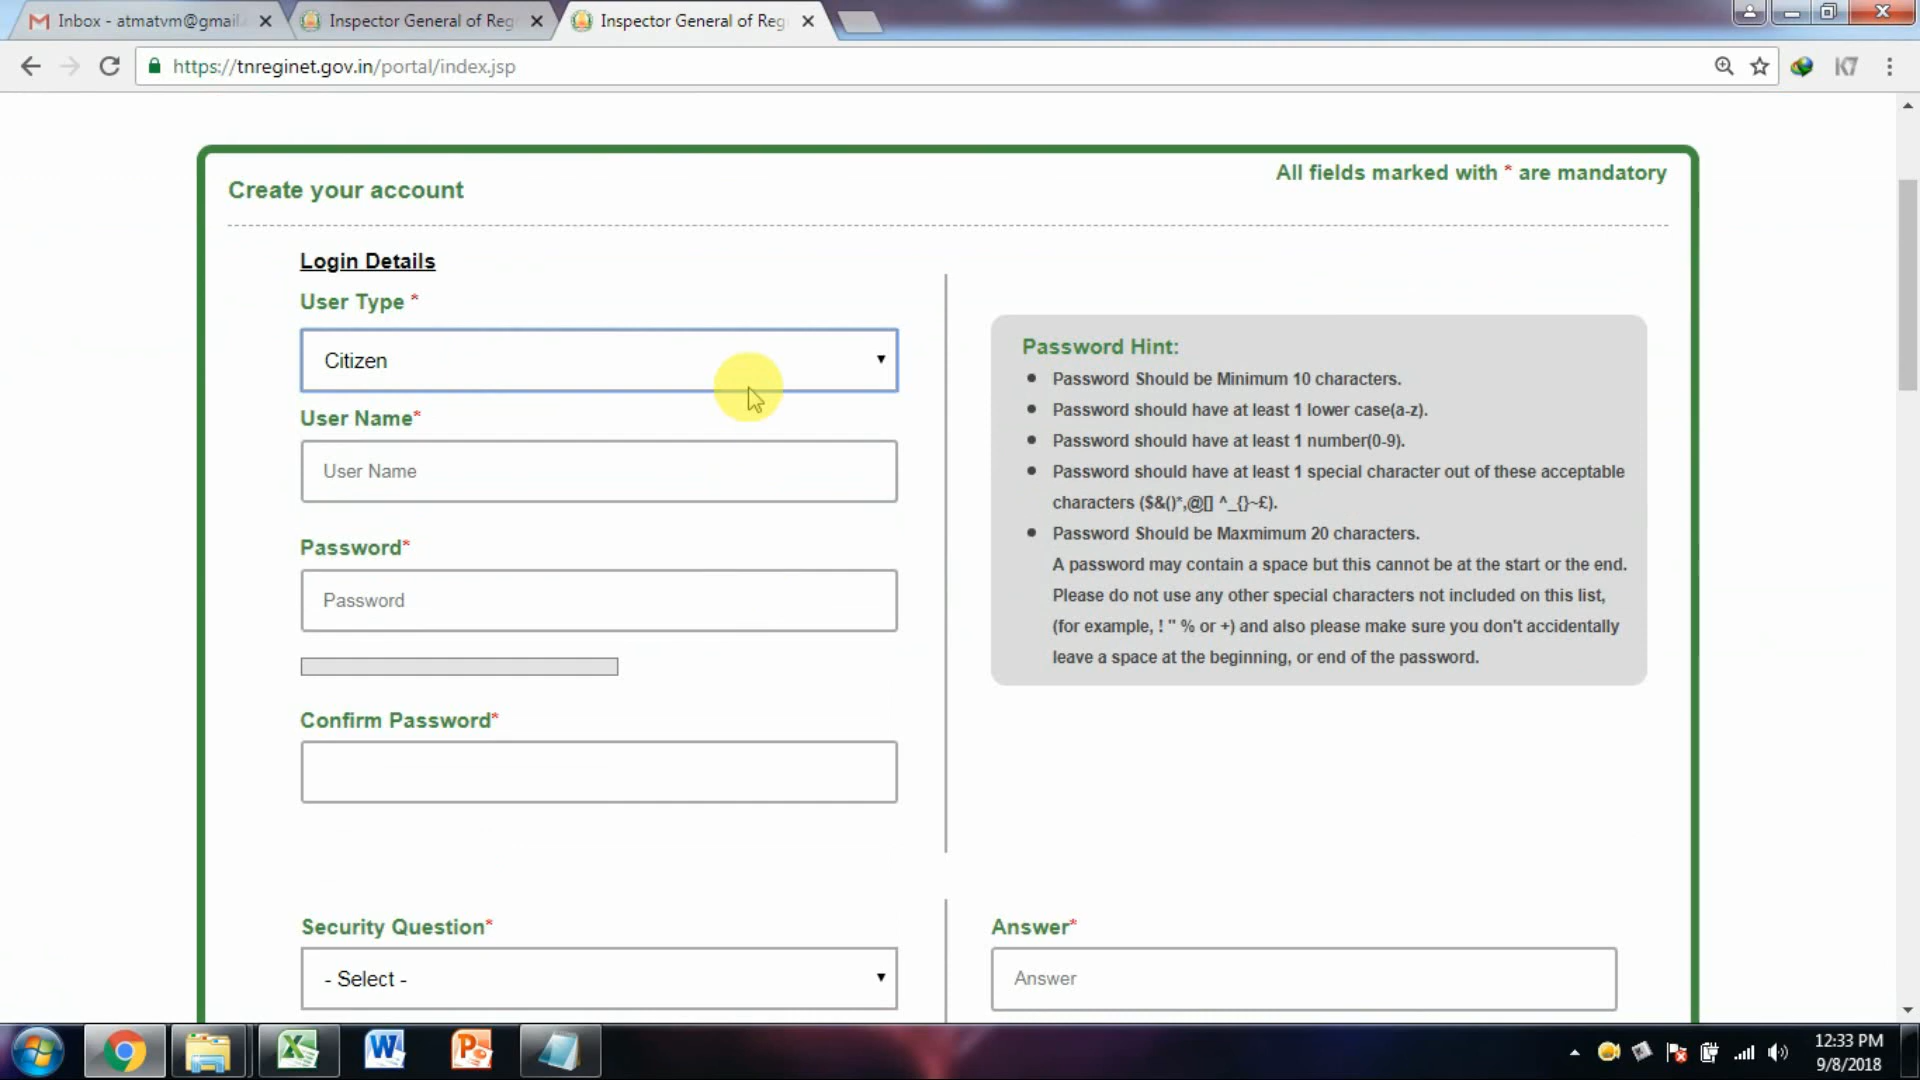 Inbox - atmatvm@gmail.
Inspector General of Reg
Inspector General of Reg
https://tnreginet.gov.in/portal/index.jsp
K7
All fields marked with * are mandatory
Create your account
Login Details
User Type *
Citizen
User Name*
User Name
Password*
Password
Confirm Password*
Password Hint:
Password Should be Minimum 10 characters.
Password should have at least 1 lower case(a-z).
Password should have at least 1 number(0-9).
Password should have at least 1 special character out of these acceptable
characters ($&()*,@[] ^_{}~£).
Password Should be Maxmimum 20 characters.
A password may contain a space but this cannot be at the start or the end.
Please do not use any other special characters not included on this list,
(for example, ! " % or +) and also please make sure you don't accidentally
leave a space at the beginning, or end of the password.
Security Question*
- Select -
Answer*
Answer
12:33 PM
9/8/2018